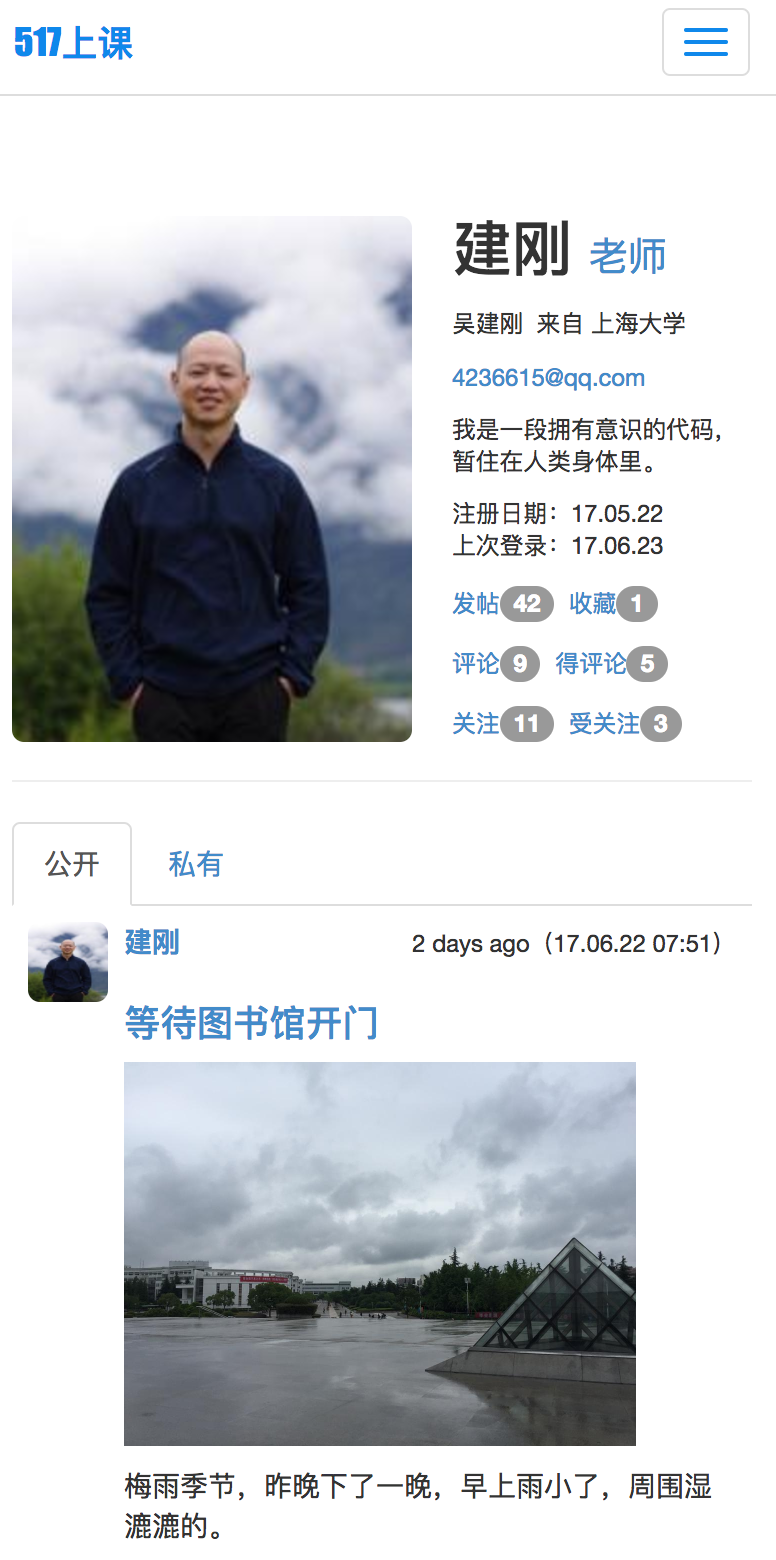 517上课
建刚 老师
吴建刚 来自 上海大学
4236615@qq.com
我是一段拥有意识的代码，
暂住在人类身体里。
注册日期：17.05.22
上次登录：17.06.23
发帖 42 收藏 1
评论 9 得评论 5
关注 11 受关注 3
公开 私有
建刚 2 days ago（17.06.22 07:51）
等待图书馆开门
梅雨季节，昨晚下了一晚，早上雨小了，周围湿
漉漉的。